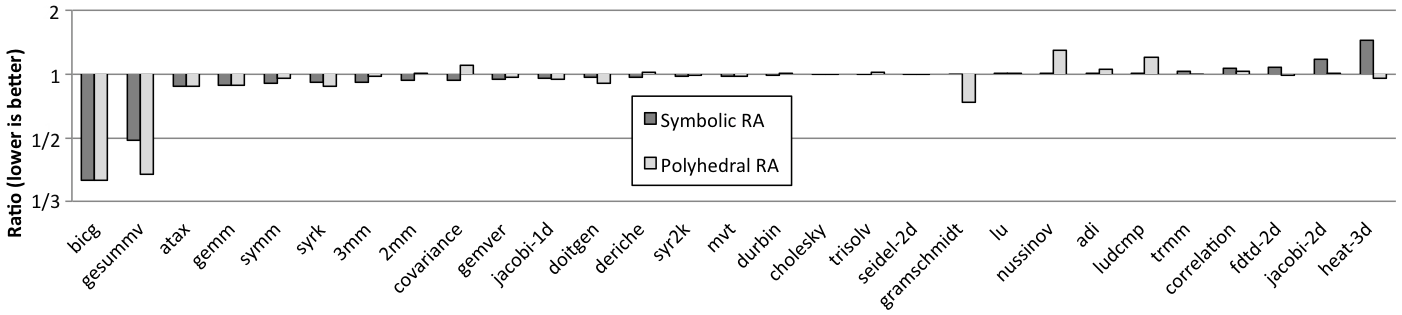 Ratio (lower is better)
2
1
1/2
1/3
Symbolic RA
Polyhedral RA
bicg
gesummv
atax
gemm
symm
syrk
3mm
2mm
covariance
gemver
jacobi-1d
doitgen
deriche
syr2k
mvt
durbin
cholesky
trisolv
seidel-2d
gramschmidt
lu
nussinov
adi
ludcmp
trmm
correlation
fdtd-2d
jacobi-2d
heat-3d